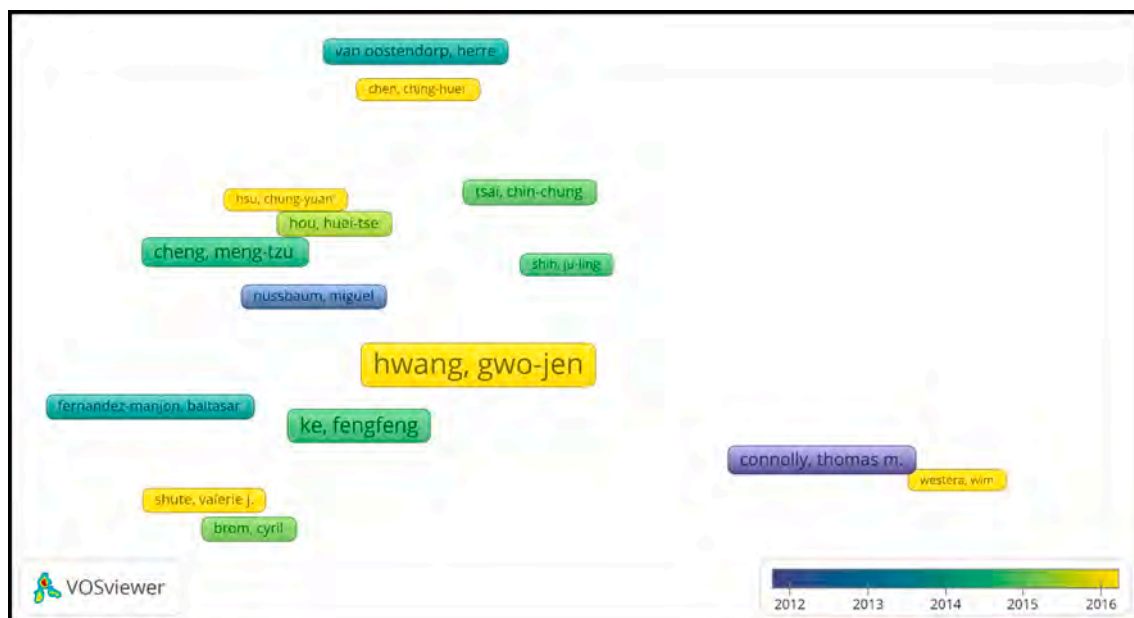 van oostendorp, herre
chen, ching-huei
hsu, chung-yuan'
tsai, chin-chung
hou, huei-tse
cheng, meng-tzu
shih, ju-ling
nussbaum, miguel
hwang, gwo-jen
fernandez-manjon, baltasar
ke, fengfeng
connolly, thomas m.
westera, wim
shute, valerie j.
brom, cyril
VOSviewer
2012 2013 2014 2015 2016